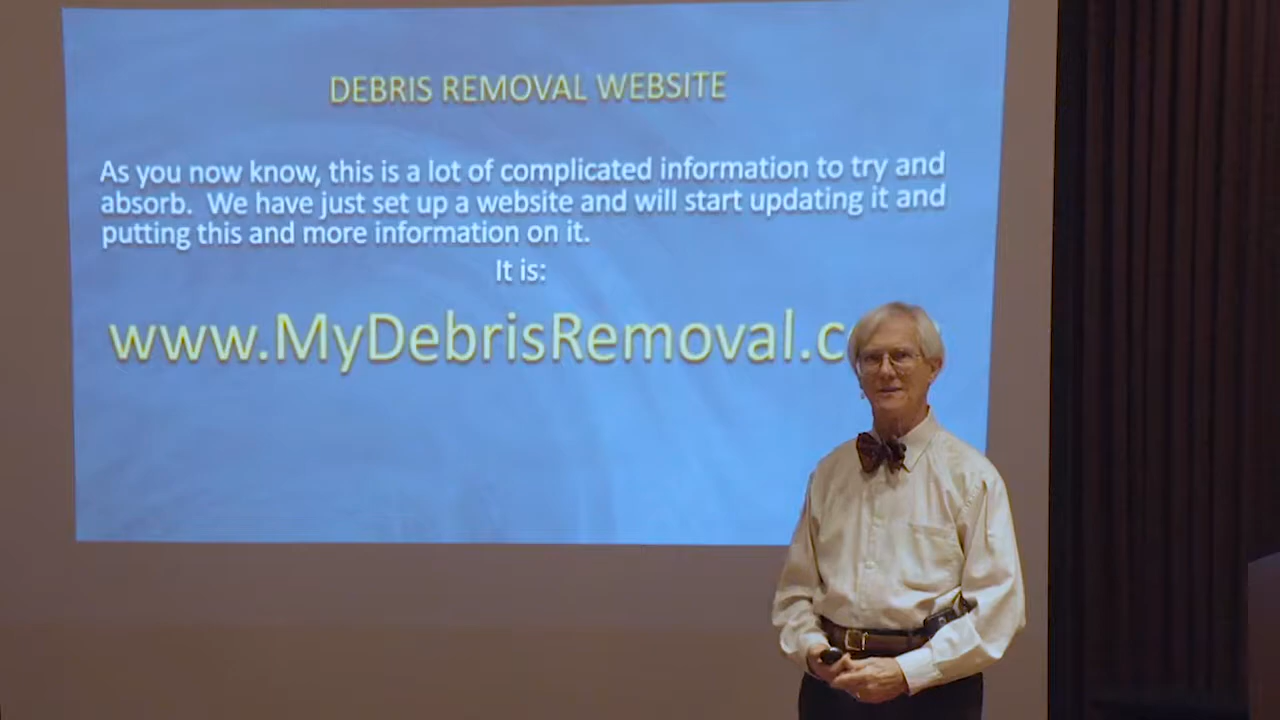 DEBRIS REMOVAL WEBSITE
As you now know, this is a lot of complicated information to try and
absorb.  We have just set up a website and will start updating it and
putting this and more information on it.
It is:
www.MyDebrisRemoval.c